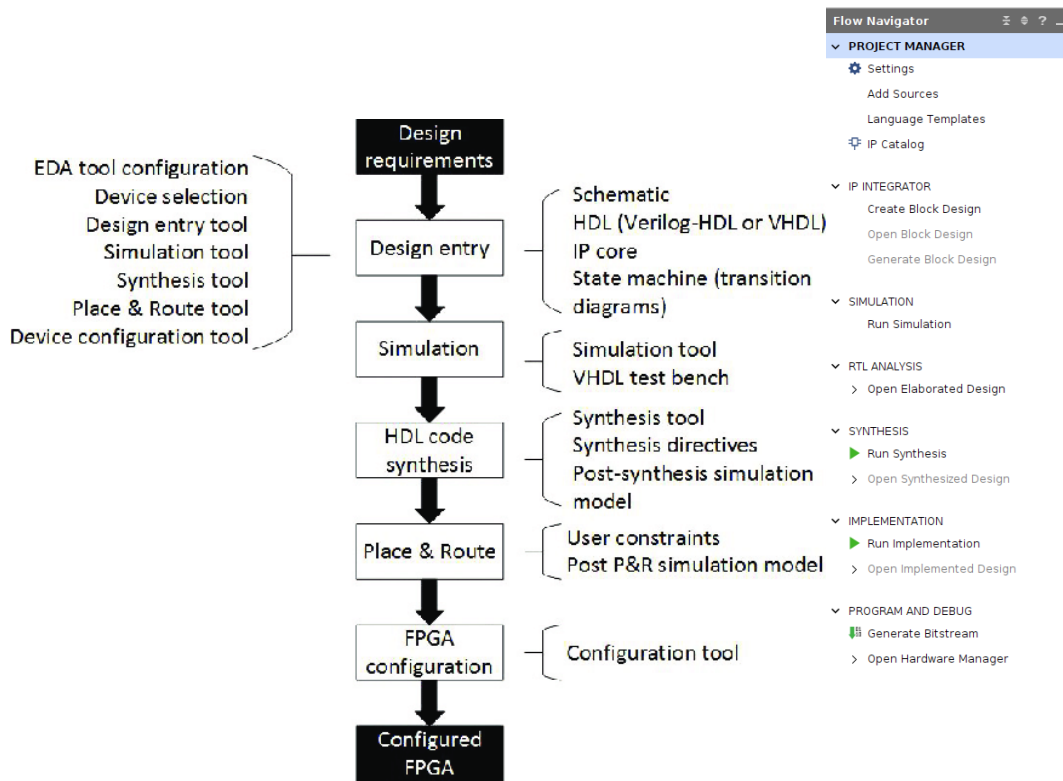 EDA tool configuration
Device selection
Design entry tool
Simulation tool
Synthesis tool
Place & Route tool
Device configuration tool
Design
requirements
Design entry
Schematic
HDL (Verilog-HDL or VHDL)
IP core
State machine (transition
diagrams)
Simulation
Simulation tool
VHDL test bench
HDL code
synthesis
Synthesis tool
Synthesis directives
Post-synthesis simulation
model
Place & Route
User constraints
Post P&R simulation model
FPGA
configuration
Configuration tool
Configured
FPGA
Flow Navigator ?
PROJECT MANAGER
Settings
Add Sources
Language Templates
IP Catalog
IP INTEGRATOR
Create Block Design
Open Block Design
Generate Block Design
SIMULATION
Run Simulation
RTL ANALYSIS
Open Elaborated Design
SYNTHESIS
Run Synthesis
Open Synthesized Design
IMPLEMENTATION
Run Implementation
Open Implemented Design
PROGRAM AND DEBUG
Generate Bitstream
Open Hardware Manager